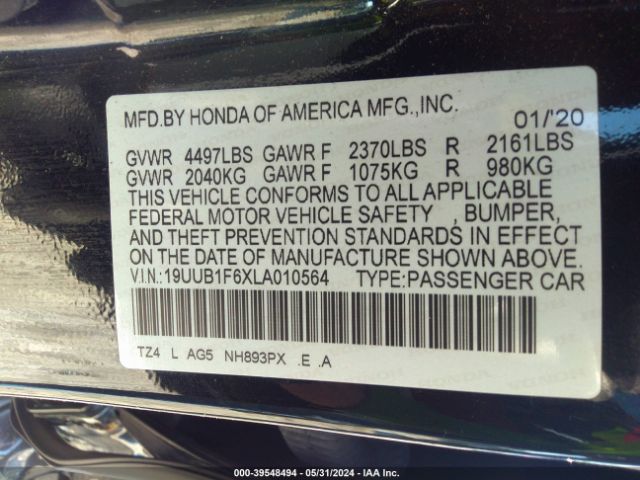 MFD.BY HONDA OF AMERICA MFG.,INC. 01/'20
GVWR 4497LBS GAWR F 2370LBS R 2161LBS
GVWR 2040KG GAWR F 1075KG R 980KG
THIS VEHICLE CONFORMS TO ALL APPLICABLE
FEDERAL MOTOR VEHICLE SAFETY , BUMPER,
AND THEFT PREVENTION STANDARDS IN EFFECT
ON THE DATE OF MANUFACTURE SHOWN ABOVE.
V.I.N.:19UUB1F6XLA010564 TYPE:PASSENGER CAR
TZ4 L AG5 NH893PX .E .A
000-39548494 - 05/31/2024 - IAA Inc.